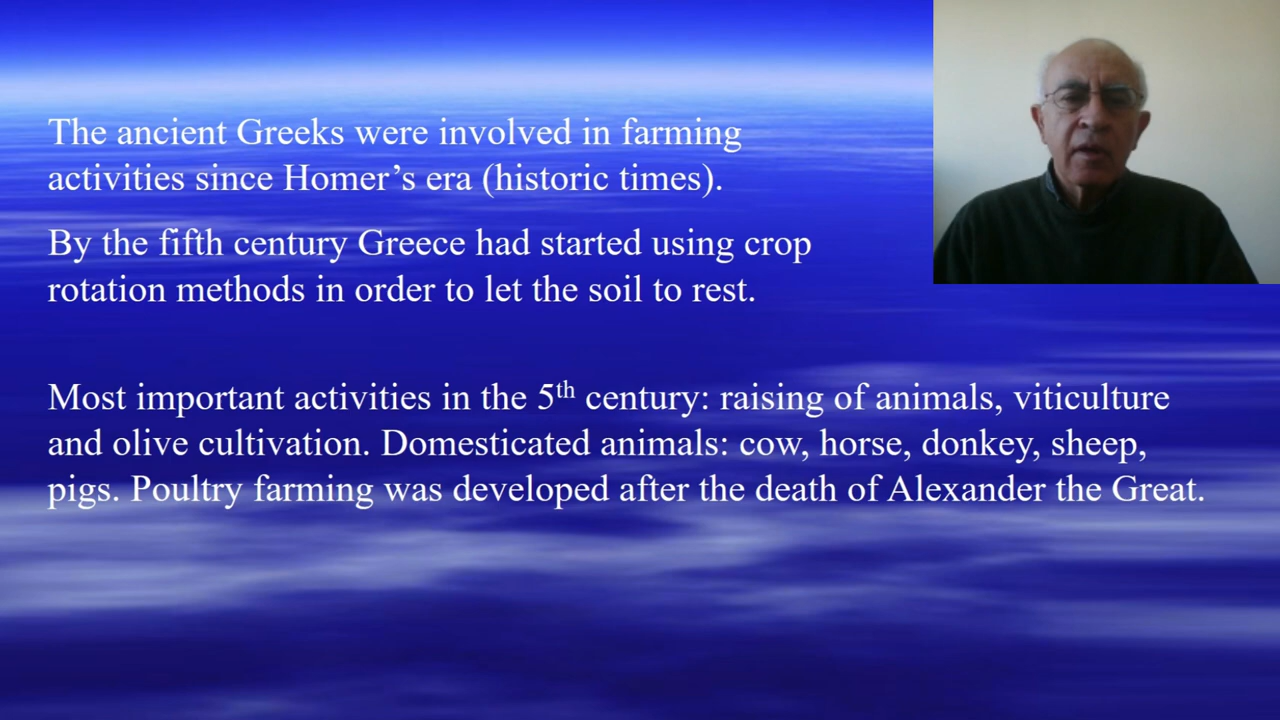 The ancient Greeks were involved in farming
activities since Homer’s era (historic times).
By the fifth century Greece had started using crop
rotation methods in order to let the soil to rest.
Most important activities in the 5th century: raising of animals, viticulture
and olive cultivation. Domesticated animals: cow, horse, donkey, sheep,
pigs. Poultry farming was developed after the death of Alexander the Great.